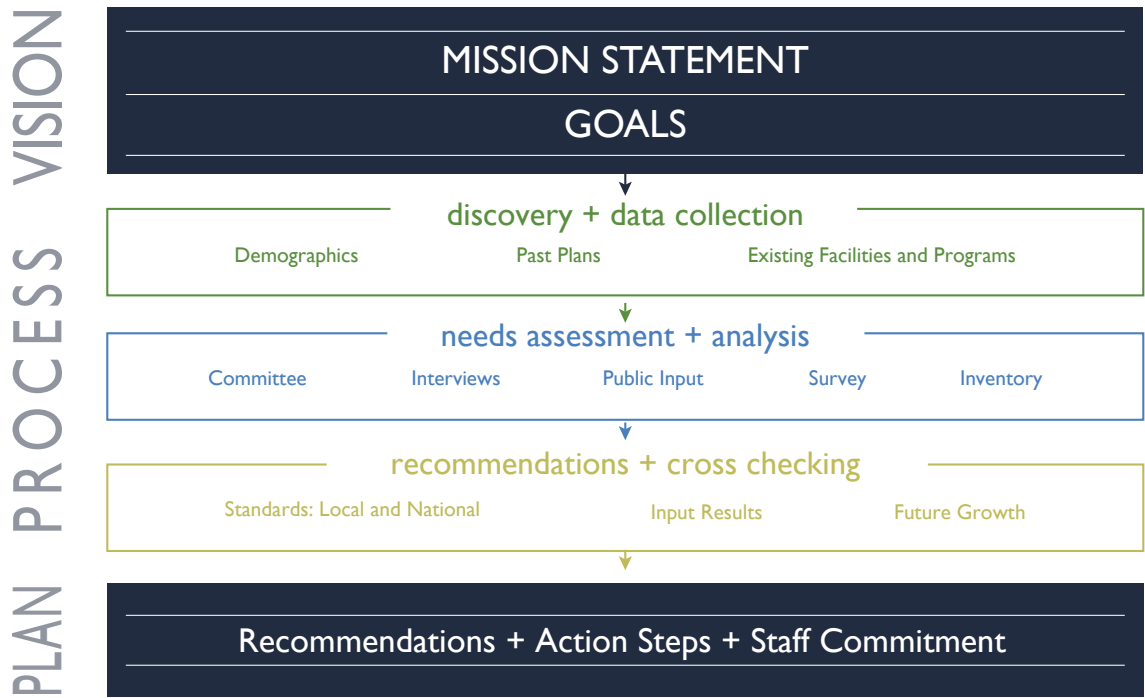 VISION
MISSION STATEMENT
GOALS
PROCESS
discovery + data collection
Demographics Past Plans Existing Facilities and Programs
needs assessment + analysis
Committee Interviews Public Input Survey Inventory
recommendations + cross checking
Standards: Local and National Input Results Future Growth
PLAN
Recommendations + Action Steps + Staff Commitment